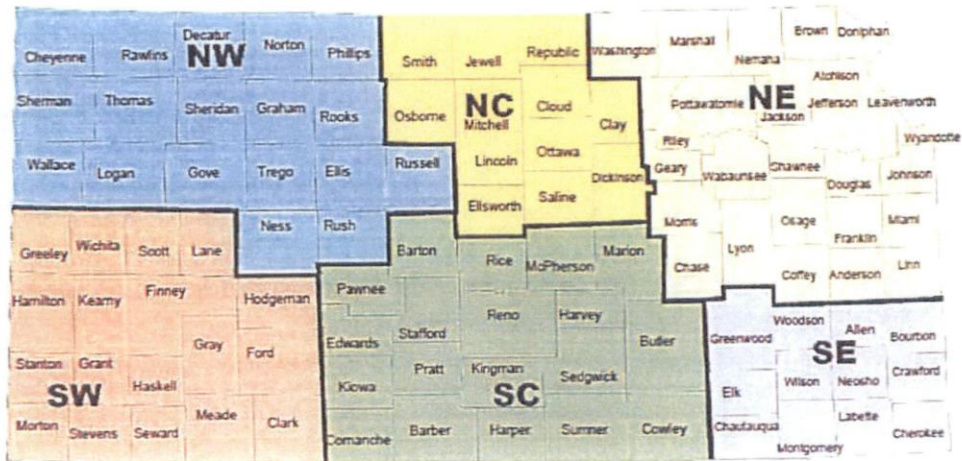 Cheyenne Rawlins Decatur Norton Phillips
NW
Sherman Thomas Sheridan Graham Rooks
Wallace Logan Gove Trego Ellis Russell
Ness Rush
Smith Jewell Republic
NC
Osborne Mitchell Cloud Clay
Lincoln Ottawa Dickinson
Ellsworth Saline
Washington Marshall Nemaha Brown Doniphan
Atchison
NE
Pottawatomie Jackson Jefferson Leavenworth
Wyandotte
Riley
Geary Wabaunsee Shawnee Douglas Johnson
Morris Lyon Osage Franklin Miami
Chase Coffey Anderson Linn
Greeley Wichita Scott Lane
Hamilton Kearny Finney Hodgeman
Stanton Grant Haskell Gray Ford
SW
Morton Stevens Seward Meade Clark
Barton Rice McPherson Marion
Pawnee
Edwards Stafford Reno Harvey Butler
Kiowa Pratt Kingman Sedgwick
SC
Comanche Barber Harper Sumner Cowley
Greenwood Woodson Allen Bourbon
SE
Elk Wilson Neosho Crawford
Chautauqua Montgomery Labette Cherokee